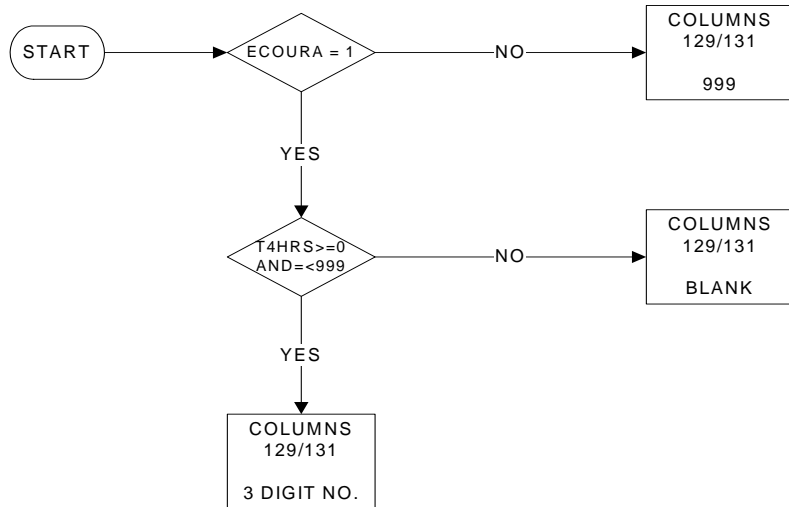 START
ECOURA = 1
NO
COLUMNS
129/131
999
YES
T4HRS>=0
AND=<999
NO
COLUMNS
129/131
BLANK
YES
COLUMNS
129/131
3 DIGIT NO.